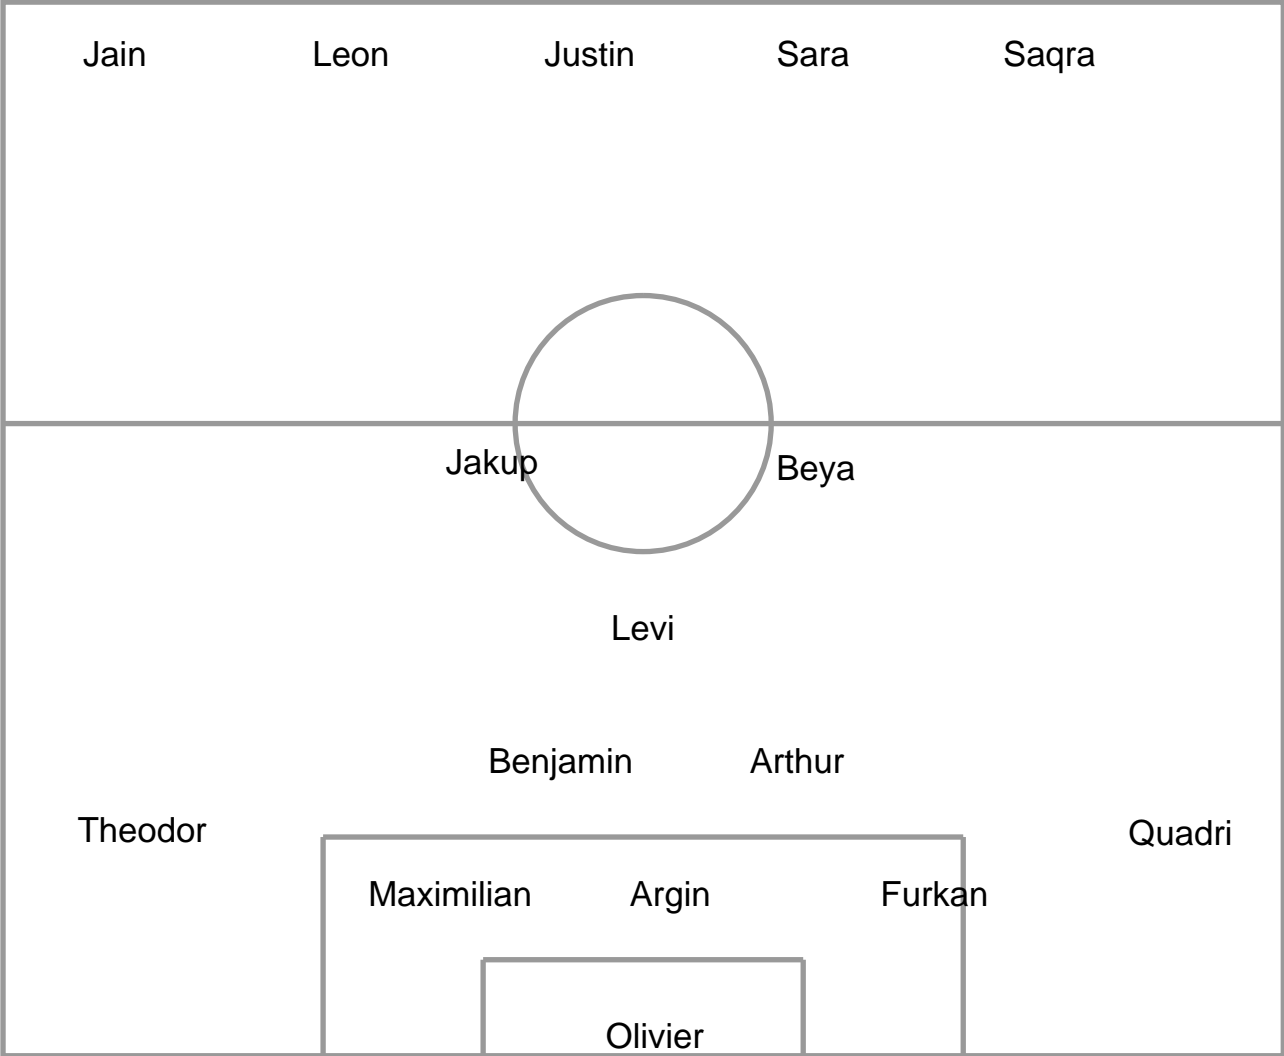 Jain Leon Justin Sara Saqra
Jakup Beya
Levi
Benjamin Arthur
Theodor Quadri
Maximilian Argin Furkan
Olivier